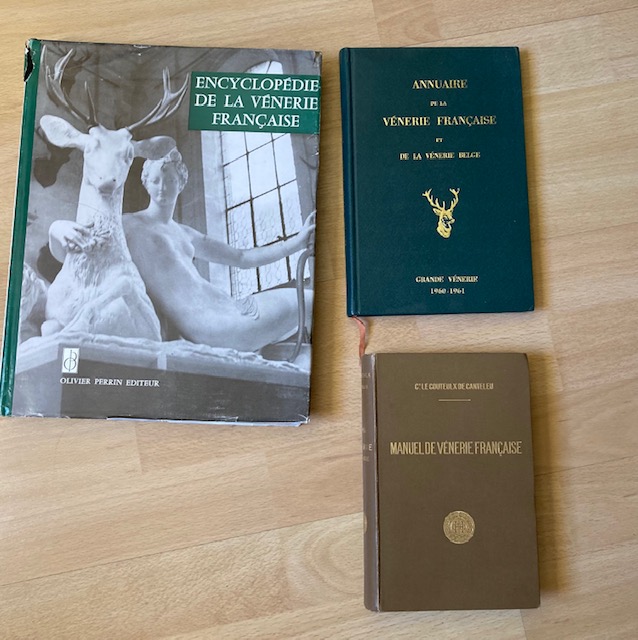 ENCYCLOPÉDIE
DE LA VÉNERIE
FRANÇAISE
OLIVIER PERRIN EDITEUR
ANNUAIRE
DE LA
VÉNERIE FRANÇAISE
ET
DE LA VÉNERIE BELGE
GRANDE VÉNERIE
1960-1961
Cte LE COUTEULX DE CANTELEU
MANUEL DE VÉNERIE FRANÇAISE